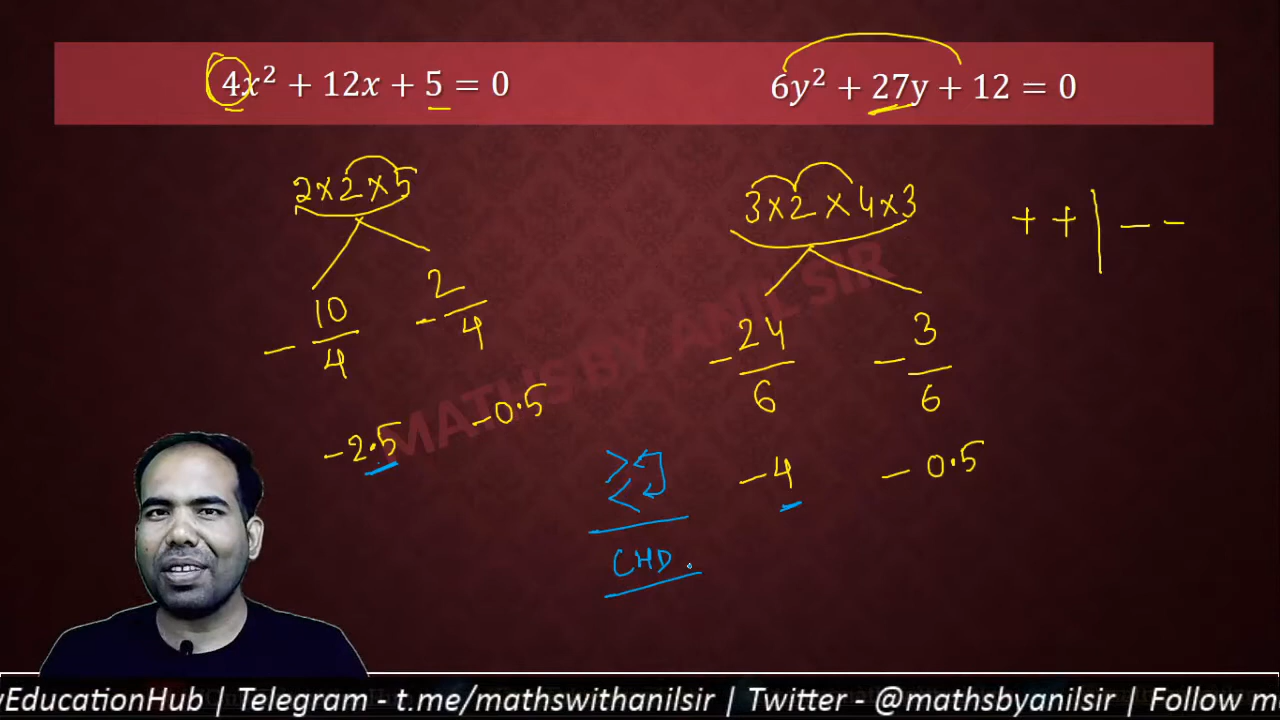 4x² + 12x + 5 = 0
6y² + 27y + 12 = 0
2×2×5
3×2×4×3
+ + | − −
− 10/4
− 2/4
− 24/6
− 3/6
−2.5
−0.5
> <
−4
−0.5
CHD.
MATHS BY ANIL SIR
yEducationHub | Telegram - t.me/mathswithanilsir | Twitter - @mathsbyanilsir | Follow m